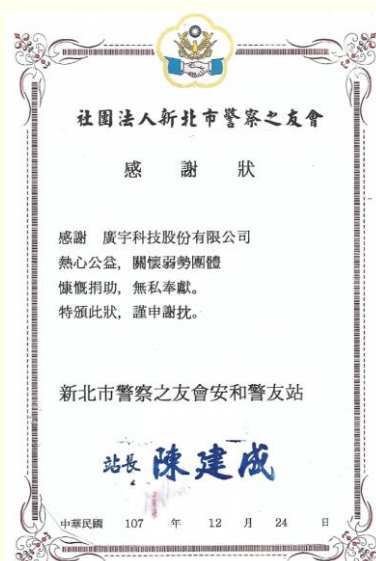 社團法人新北市警察之友會
感謝狀
感謝 廣宇科技股份有限公司
熱心公益，關懷弱勢團體
慷慨捐助，無私奉獻。
特頒此狀，謹申謝忱。
新北市警察之友會安和警友站
站長 陳建成
中華民國 107 年 12 月 24 日